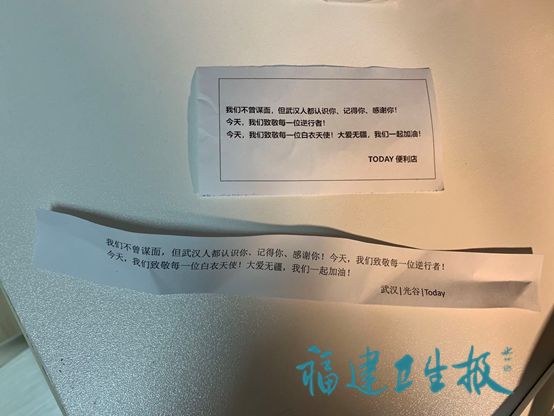 我们不曾谋面，但武汉人都认识你、记得你、感谢你！
今天，我们致敬每一位逆行者！
今天，我们致敬每一位白衣天使！大爱无疆，我们一起加油！
TODAY 便利店
我们不曾谋面，但武汉人都认识你、记得你、感谢你！今天，我们致敬每一位逆行者！
今天，我们致敬每一位白衣天使！大爱无疆，我们一起加油！
武汉|光谷|Today
福建卫生报